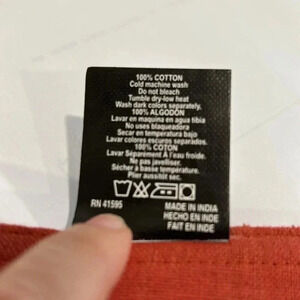 100% COTTON
Cold machine wash
Do not bleach
Tumble dry-low heat
Wash dark colors separately.
100% ALGODÓN
Lavar en maquina en agua tibia
No uses blanqueadora
Secar en temperatura bajo
Lavar colores escuros separado.
100% COTON
Lavar Séparement À l'eau froide.
Ne pas javelliser.
Sécher a basse température.
Plier aussitôt sec.
RN 41595
MADE IN INDIA
HECHO EN INDE
FAIT EN INDE